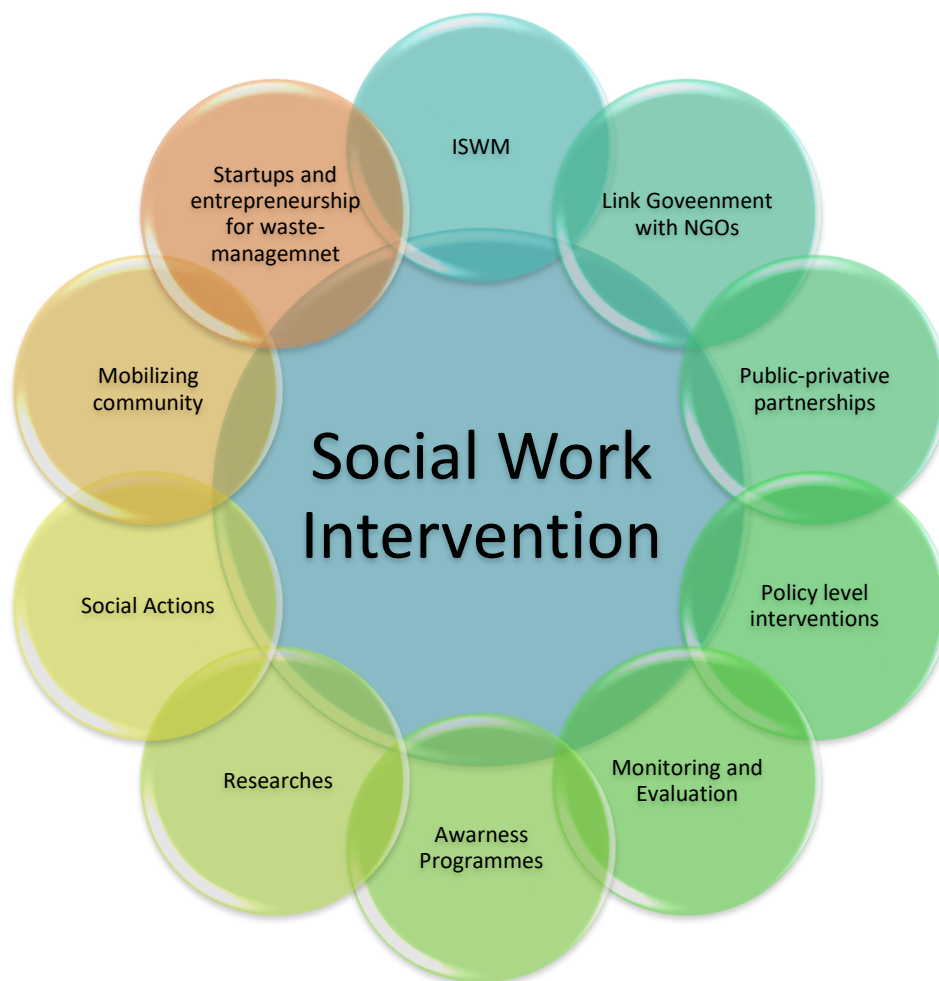 ISWM
Link Goveenment
with NGOs
Public-privative
partnerships
Policy level
interventions
Monitoring and
Evaluation
Awarness
Programmes
Researches
Social Actions
Mobilizing
community
Startups and
entrepreneurship
for waste-
managemnet
Social Work
Intervention